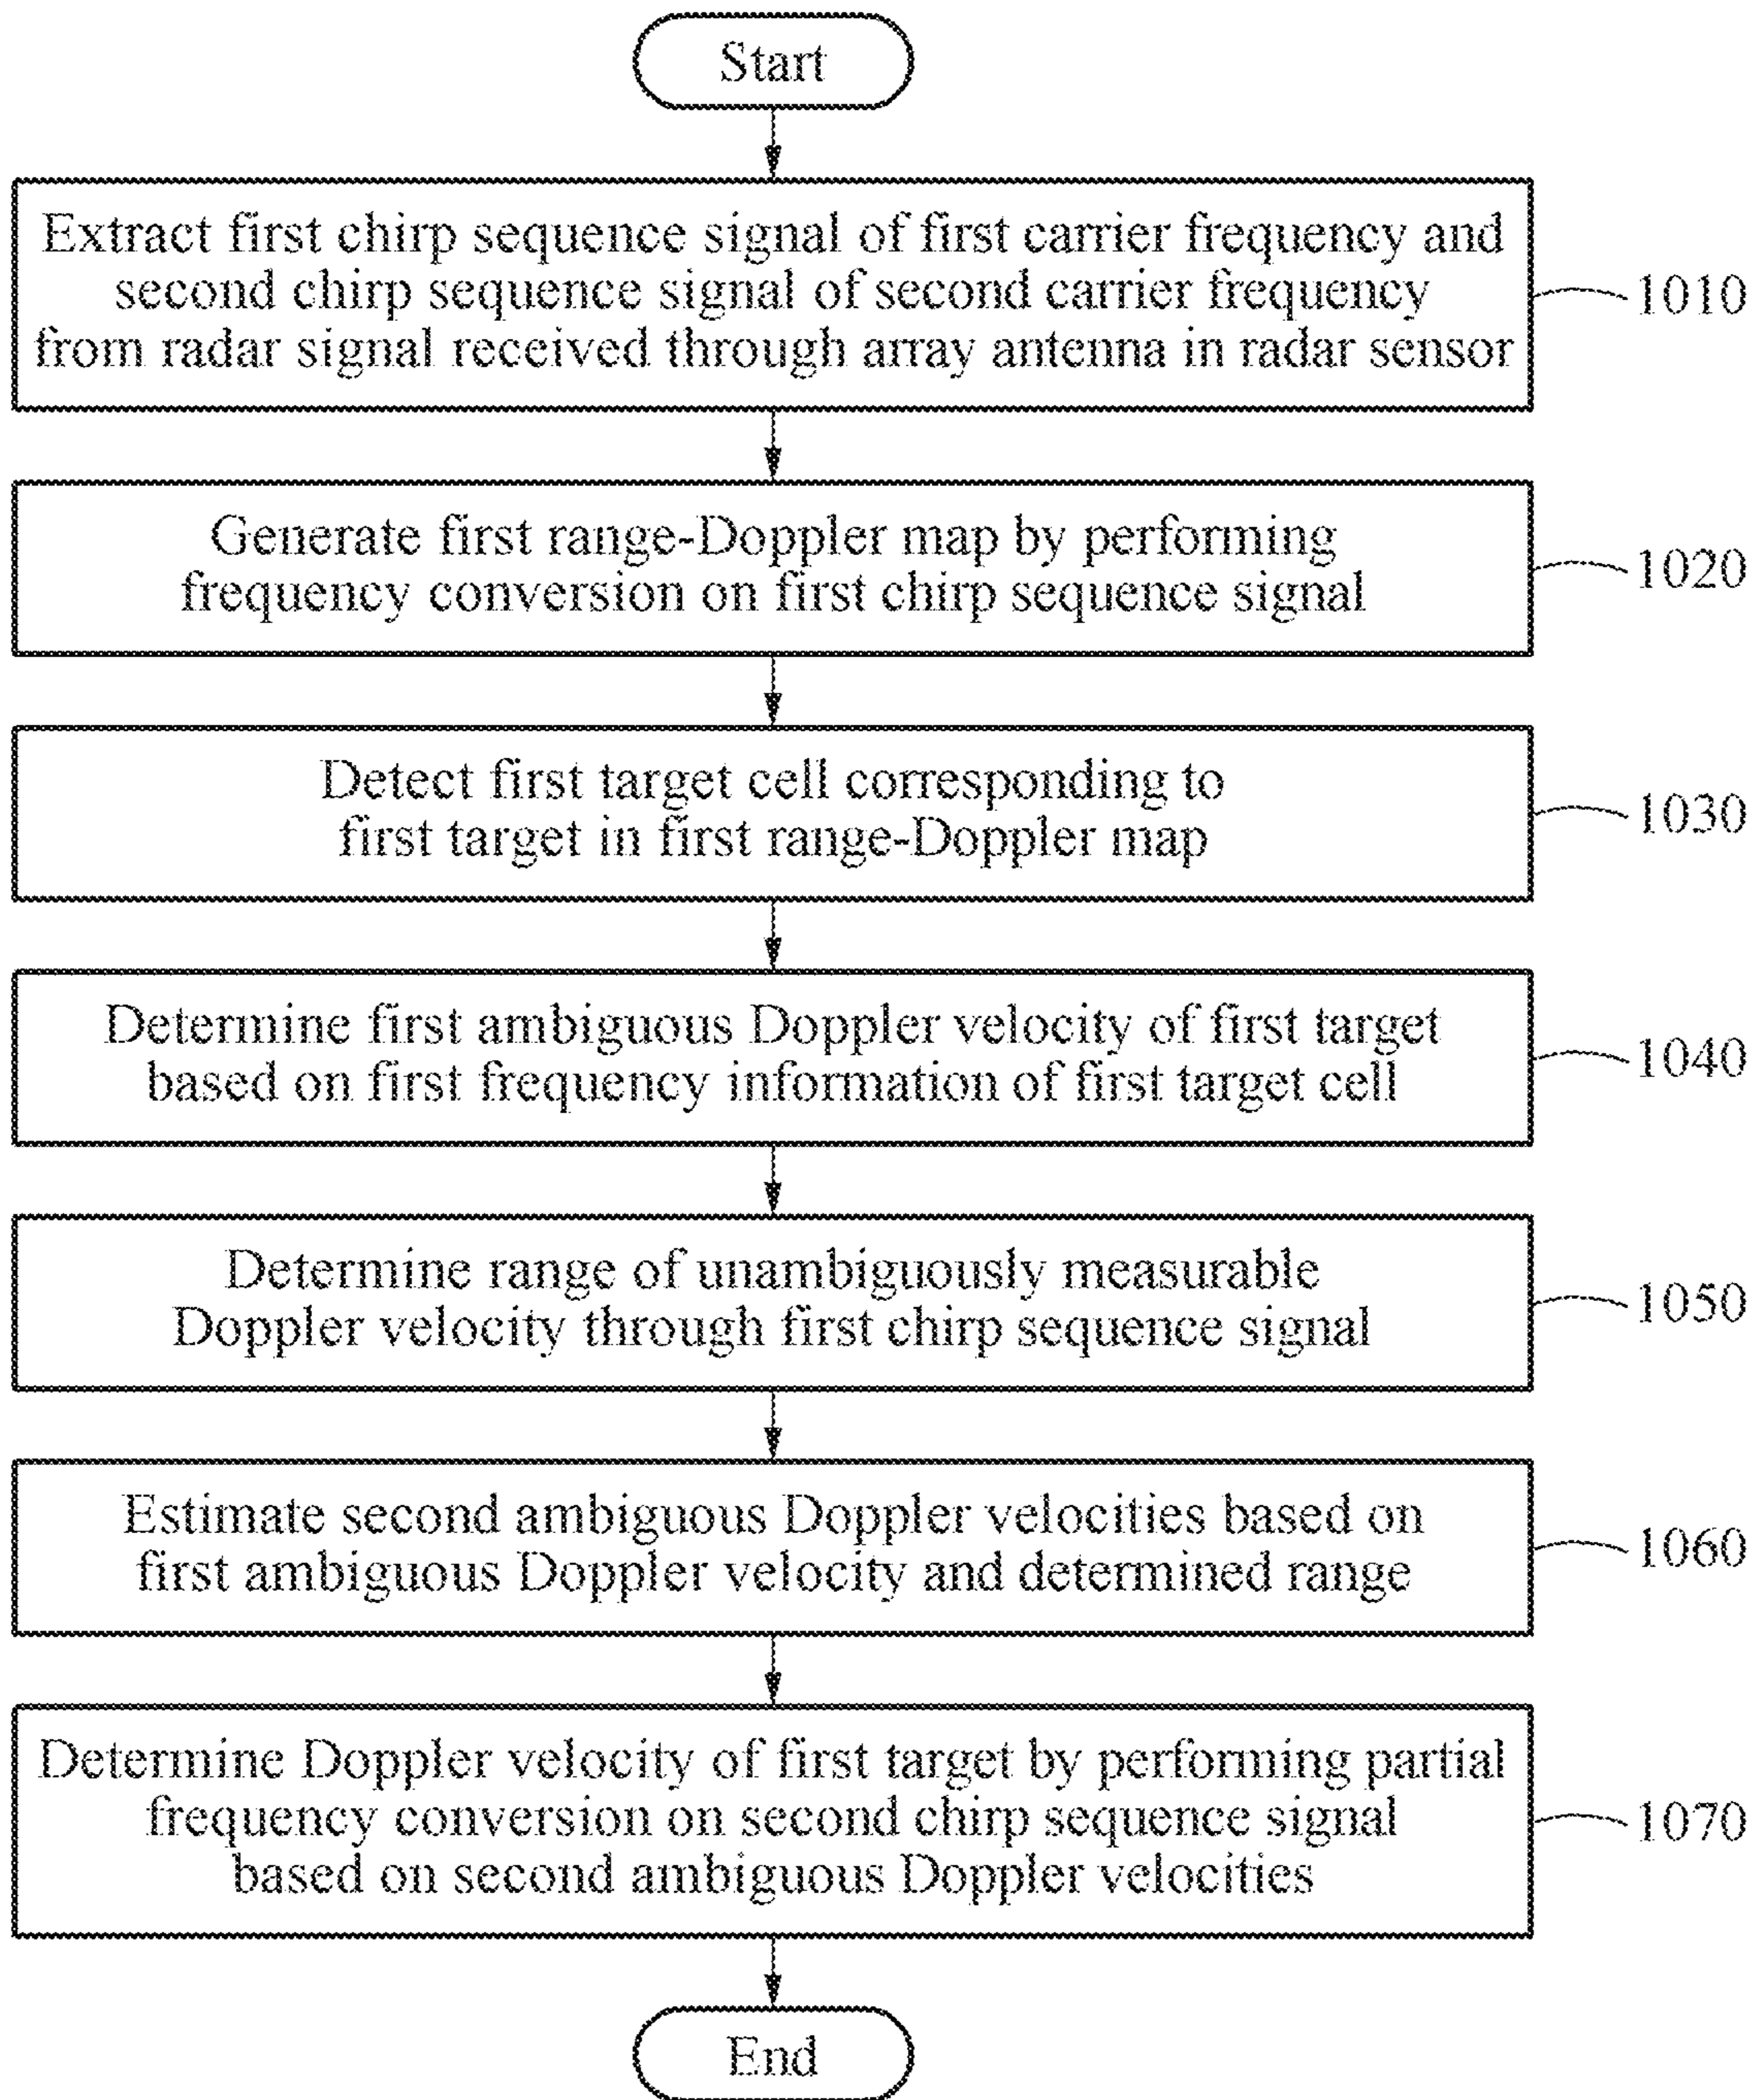 Start
Extract first chirp sequence signal of first carrier frequency and
second chirp sequence signal of second carrier frequency
from radar signal received through array antenna in radar sensor
1010
Generate first range-Doppler map by performing
frequency conversion on first chirp sequence signal
1020
Detect first target cell corresponding to
first target in first range-Doppler map
1030
Determine first ambiguous Doppler velocity of first target
based on first frequency information of first target cell
1040
Determine range of unambiguously measurable
Doppler velocity through first chirp sequence signal
1050
Estimate second ambiguous Doppler velocities based on
first ambiguous Doppler velocity and determined range
1060
Determine Doppler velocity of first target by performing partial
frequency conversion on second chirp sequence signal
based on second ambiguous Doppler velocities
1070
End